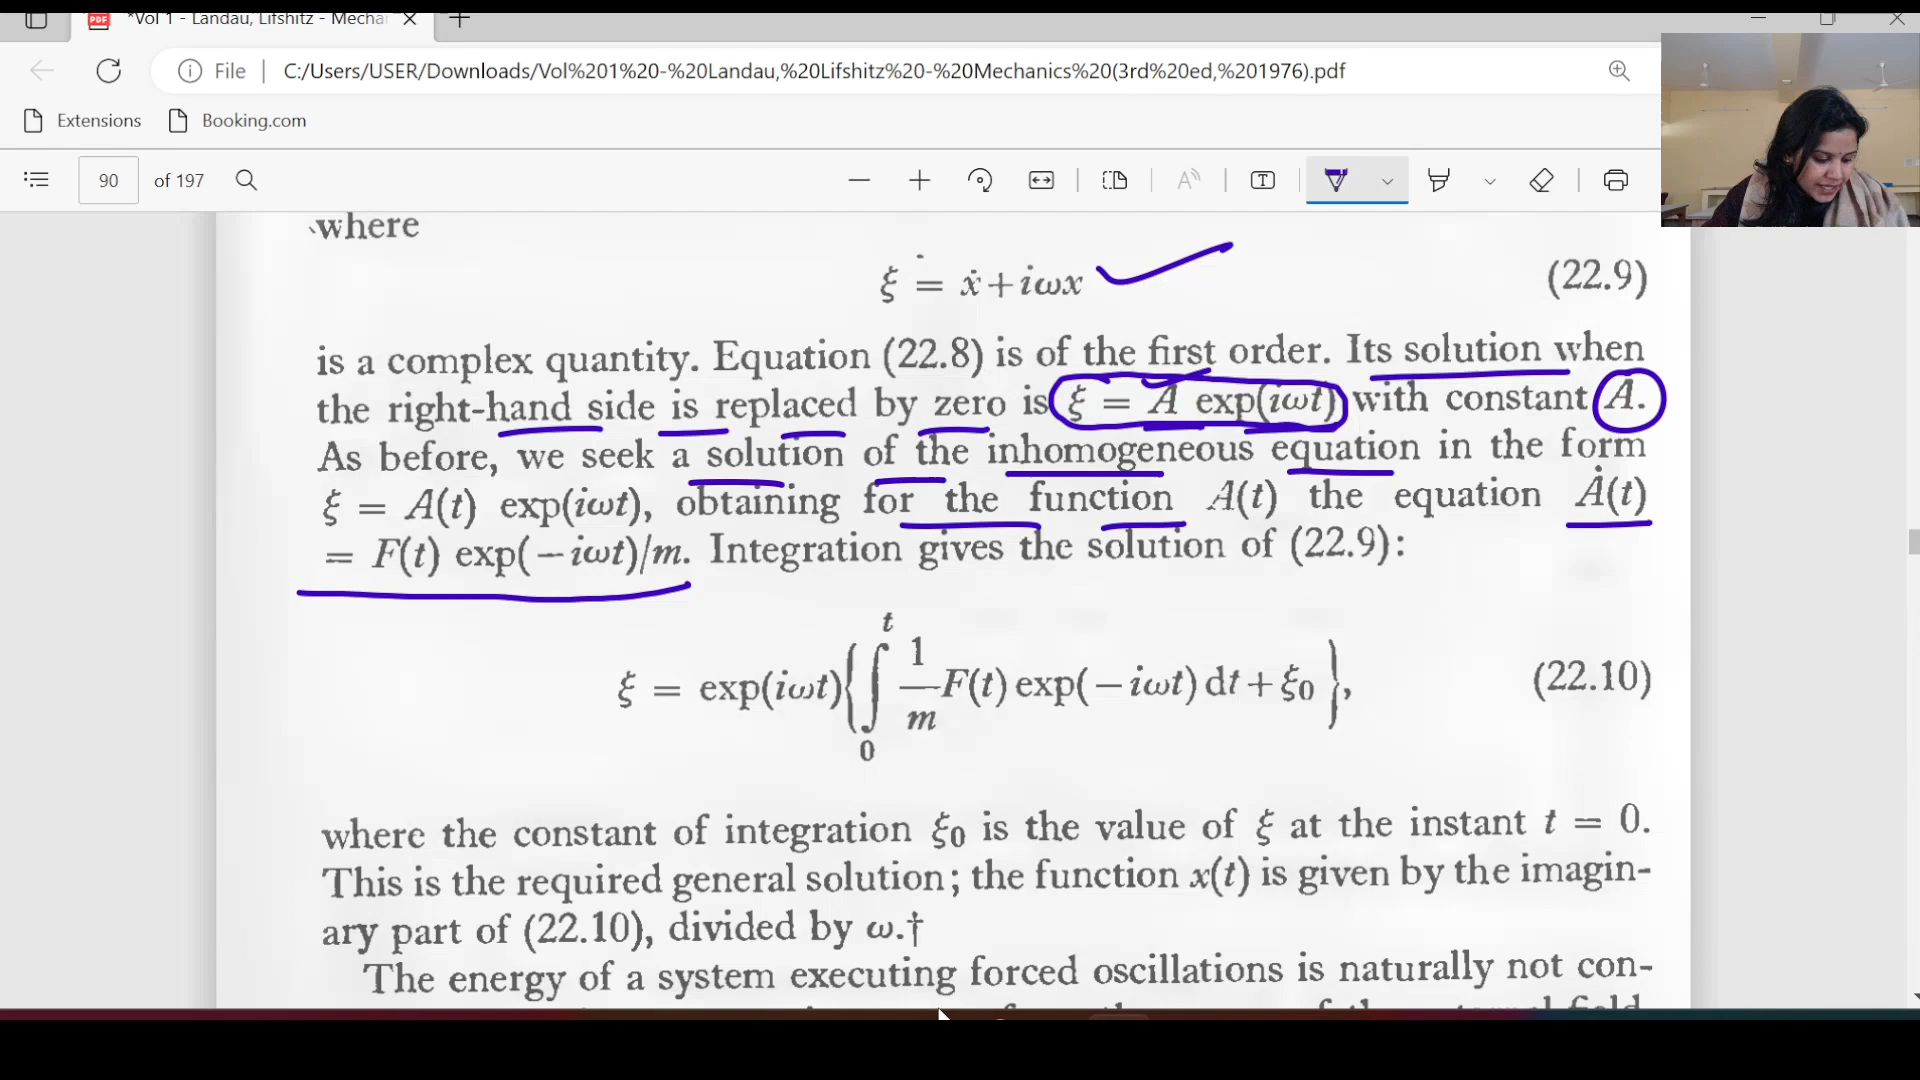 *Vol 1 - Landau, Lifshitz - Mechar
File
C:/Users/USER/Downloads/Vol%201%20-%20Landau,%20Lifshitz%20-%20Mechanics%20(3rd%20ed,%201976).pdf
Extensions
Booking.com
90 of 197
where
ξ = ẋ+iωx (22.9)
is a complex quantity. Equation (22.8) is of the first order. Its solution when
the right-hand side is replaced by zero is ξ = A exp(iωt) with constant A.
As before, we seek a solution of the inhomogeneous equation in the form
ξ = A(t) exp(iωt), obtaining for the function A(t) the equation Ȧ(t)
= F(t) exp(−iωt)/m. Integration gives the solution of (22.9):
ξ = exp(iωt){∫₀ᵗ 1/m F(t) exp(−iωt) dt+ξ₀}, (22.10)
where the constant of integration ξ₀ is the value of ξ at the instant t = 0.
This is the required general solution; the function x(t) is given by the imagin-
ary part of (22.10), divided by ω.†
The energy of a system executing forced oscillations is naturally not con-